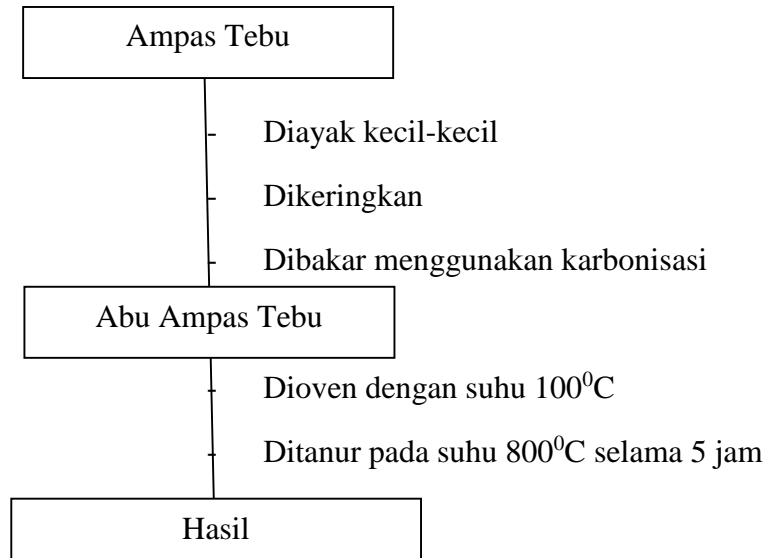 Ampas Tebu
- Diayak kecil-kecil
- Dikeringkan
- Dibakar menggunakan karbonisasi
Abu Ampas Tebu
- Dioven dengan suhu 100⁰C
- Ditanur pada suhu 800⁰C selama 5 jam
Hasil